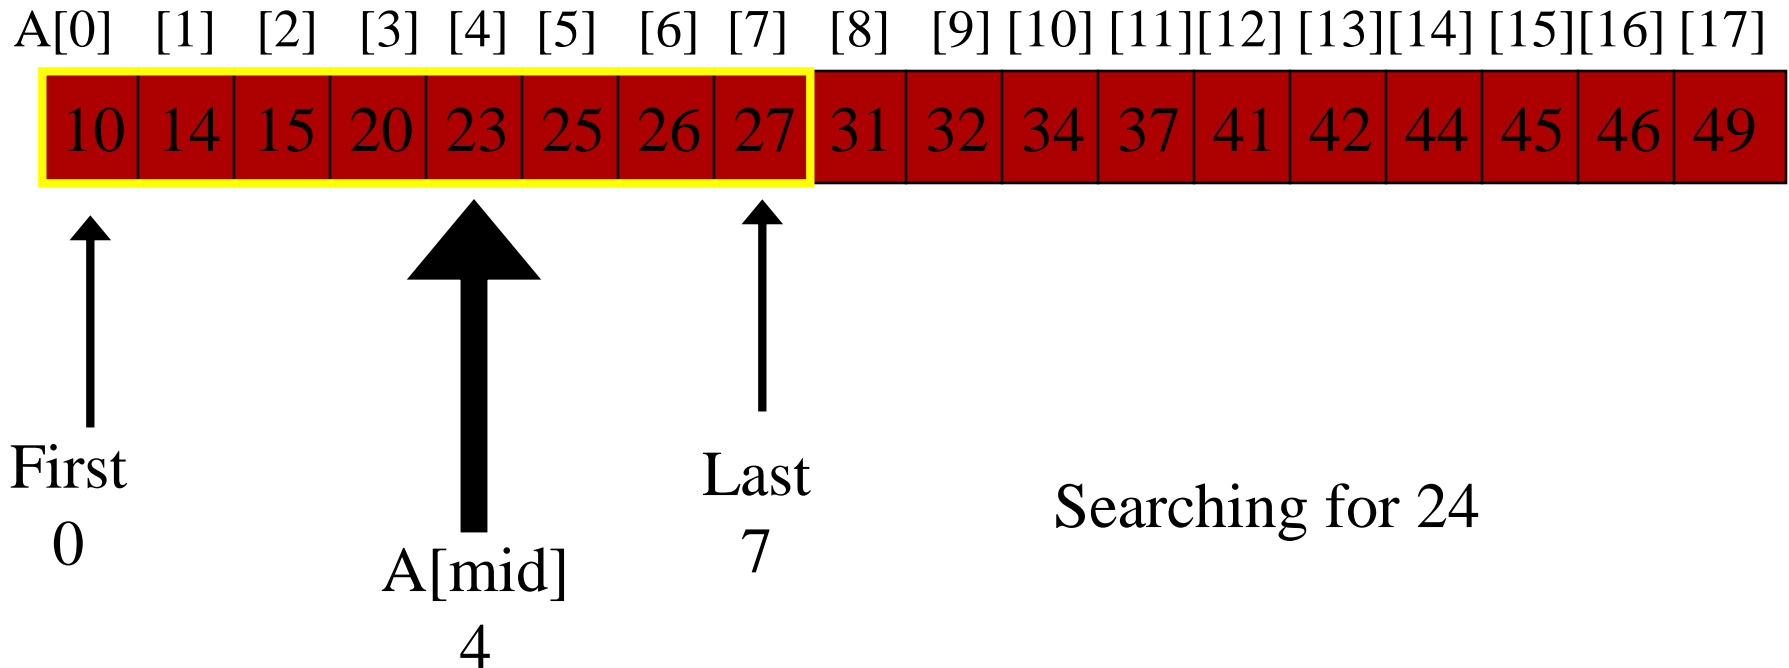 A[0] [1] [2] [3] [4] [5] [6] [7] [8] [9] [10] [11] [12] [13] [14] [15] [16] [17]
10 14 15 20 23 25 26 27 31 32 34 37 41 42 44 45 46 49
First
0
A[mid]
4
Last
7
Searching for 24